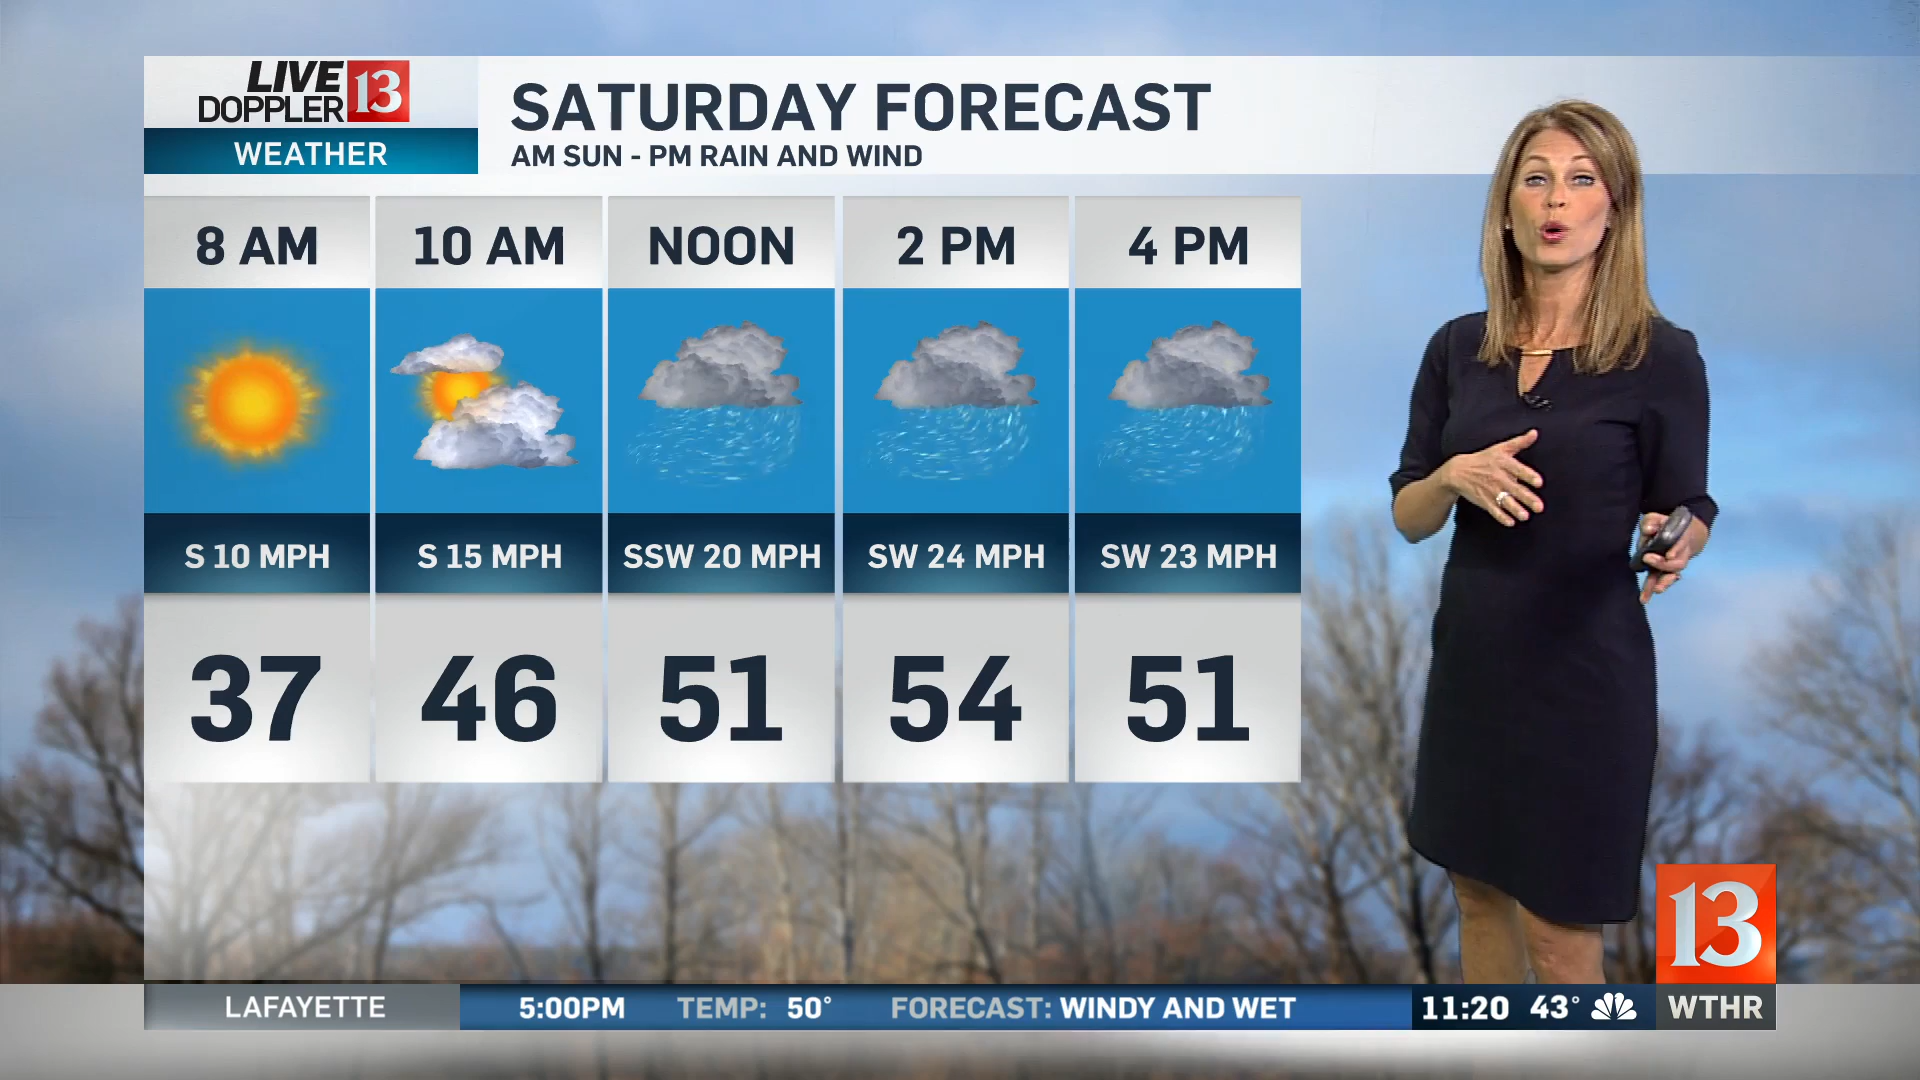 LIVE
DOPPLER 13
WEATHER
SATURDAY FORECAST
AM SUN - PM RAIN AND WIND
8 AM
10 AM
NOON
2 PM
4 PM
S 10 MPH
S 15 MPH
SSW 20 MPH
SW 24 MPH
SW 23 MPH
37
46
51
54
51
13
LAFAYETTE
5:00PM TEMP: 50° FORECAST: WINDY AND WET
11:20 43°
WTHR